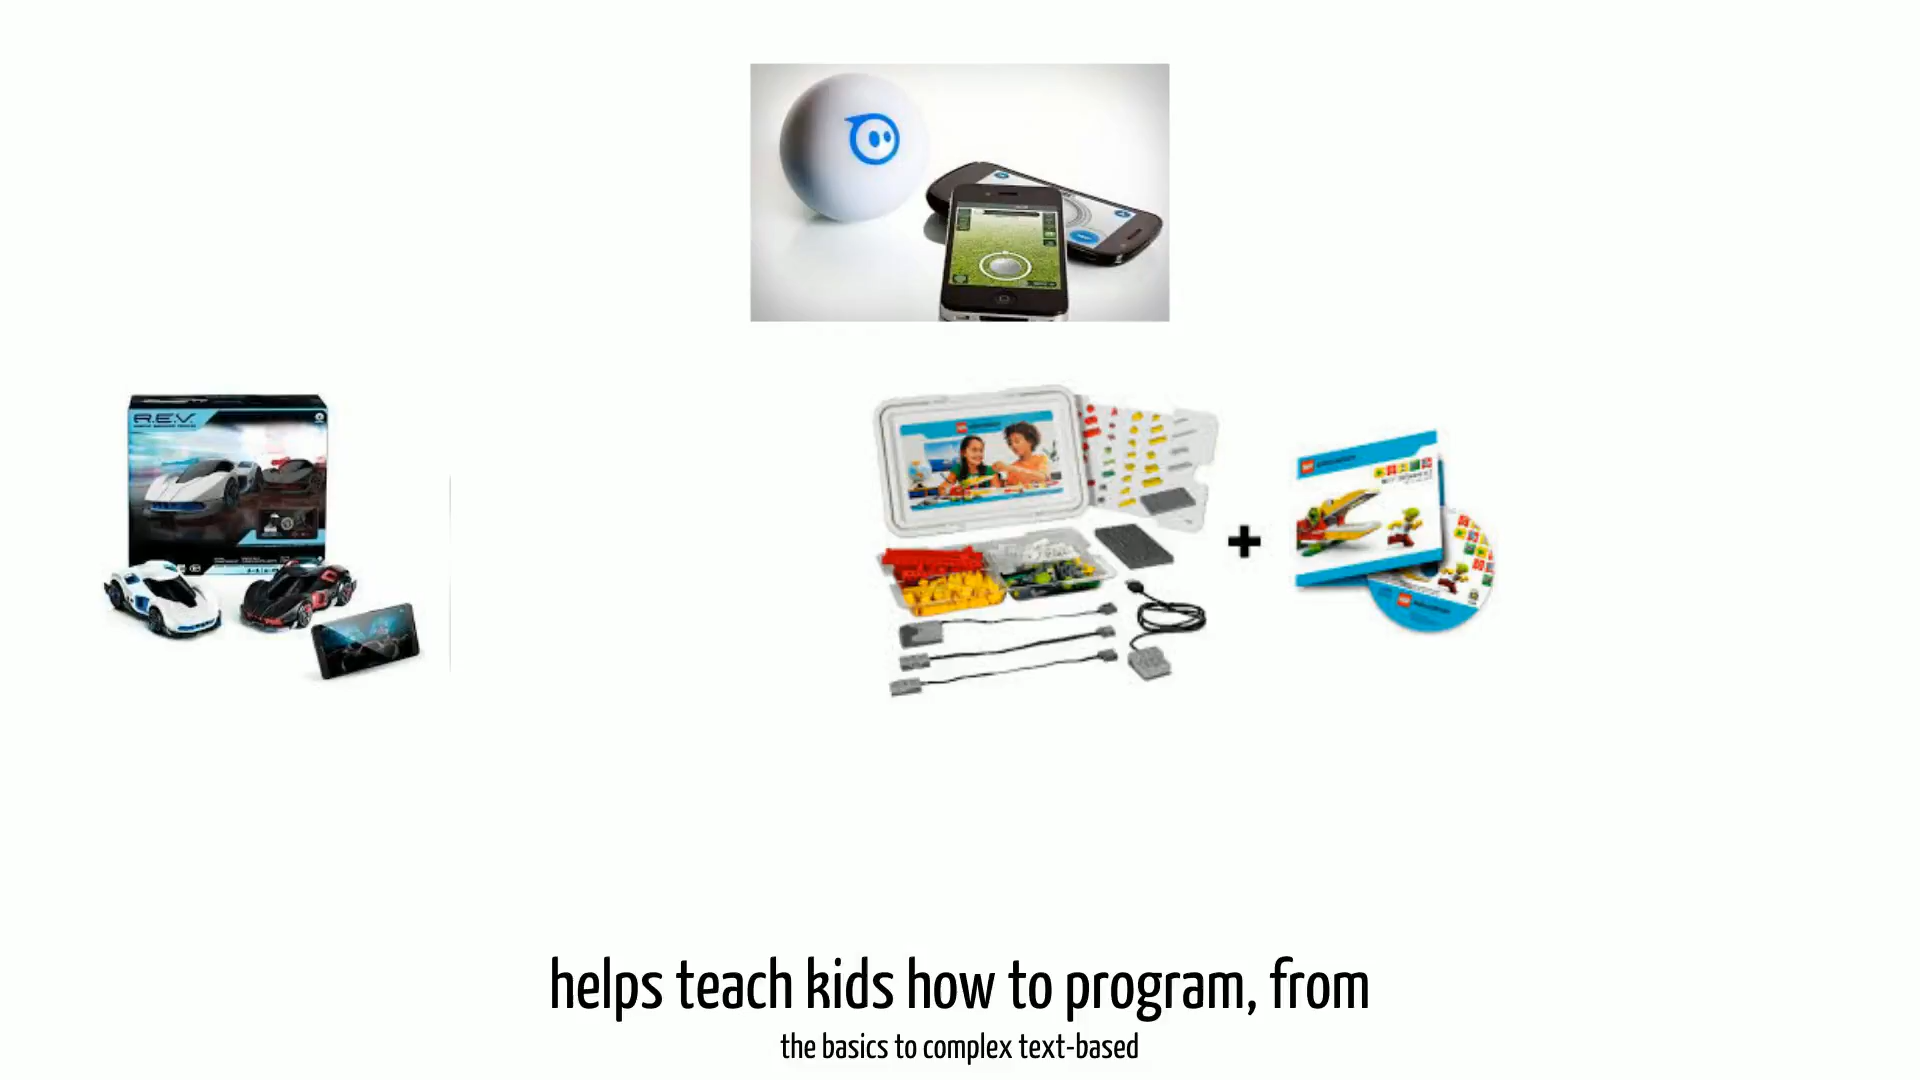 R.E.V.
+
helps teach kids how to program, from
the basics to complex text-based